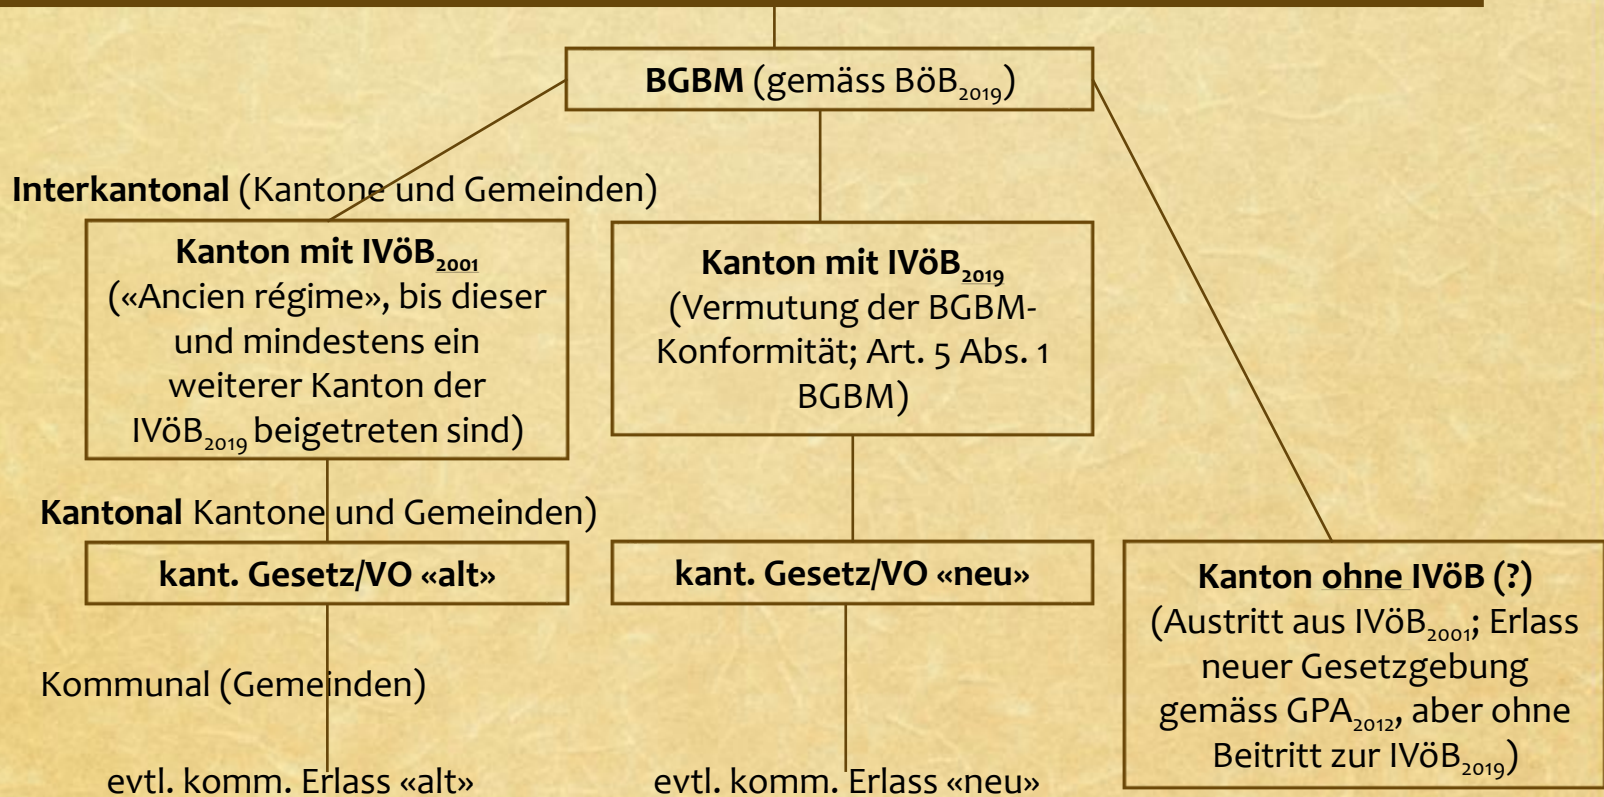 BGBM (gemäss BöB2019)
Interkantonal (Kantone und Gemeinden)
Kanton mit IVöB2001
(«Ancien régime», bis dieser
und mindestens ein
weiterer Kanton der
IVöB2019 beigetreten sind)
Kanton mit IVöB2019
(Vermutung der BGBM-
Konformität; Art. 5 Abs. 1
BGBM)
Kantonal Kantone und Gemeinden)
kant. Gesetz/VO «alt»
kant. Gesetz/VO «neu»
Kanton ohne IVöB (?)
(Austritt aus IVöB2001; Erlass
neuer Gesetzgebung
gemäss GPA2012, aber ohne
Beitritt zur IVöB2019)
Kommunal (Gemeinden)
evtl. komm. Erlass «alt»
evtl. komm. Erlass «neu»